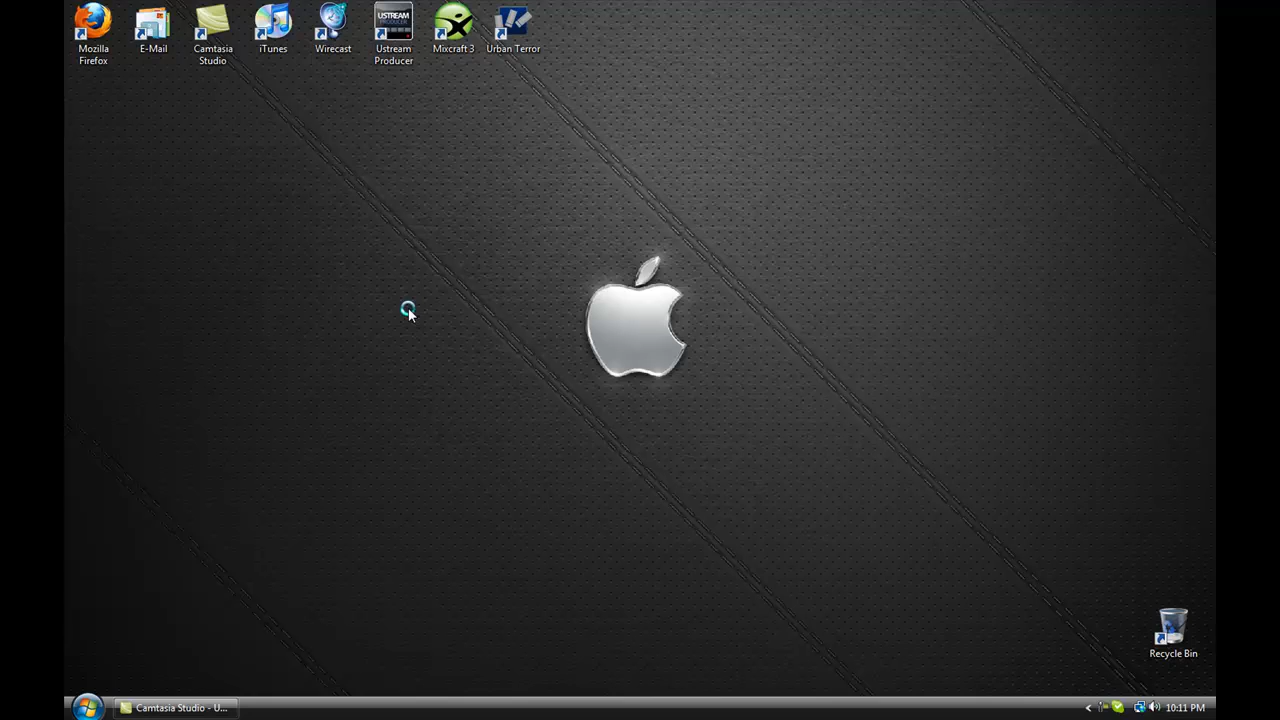 Mozilla Firefox
E-Mail
Camtasia Studio
iTunes
Wirecast
USTREAM PRODUCER
Ustream Producer
Mixcraft 3
Urban Terror
Recycle Bin
Camtasia Studio - U...
10:11 PM